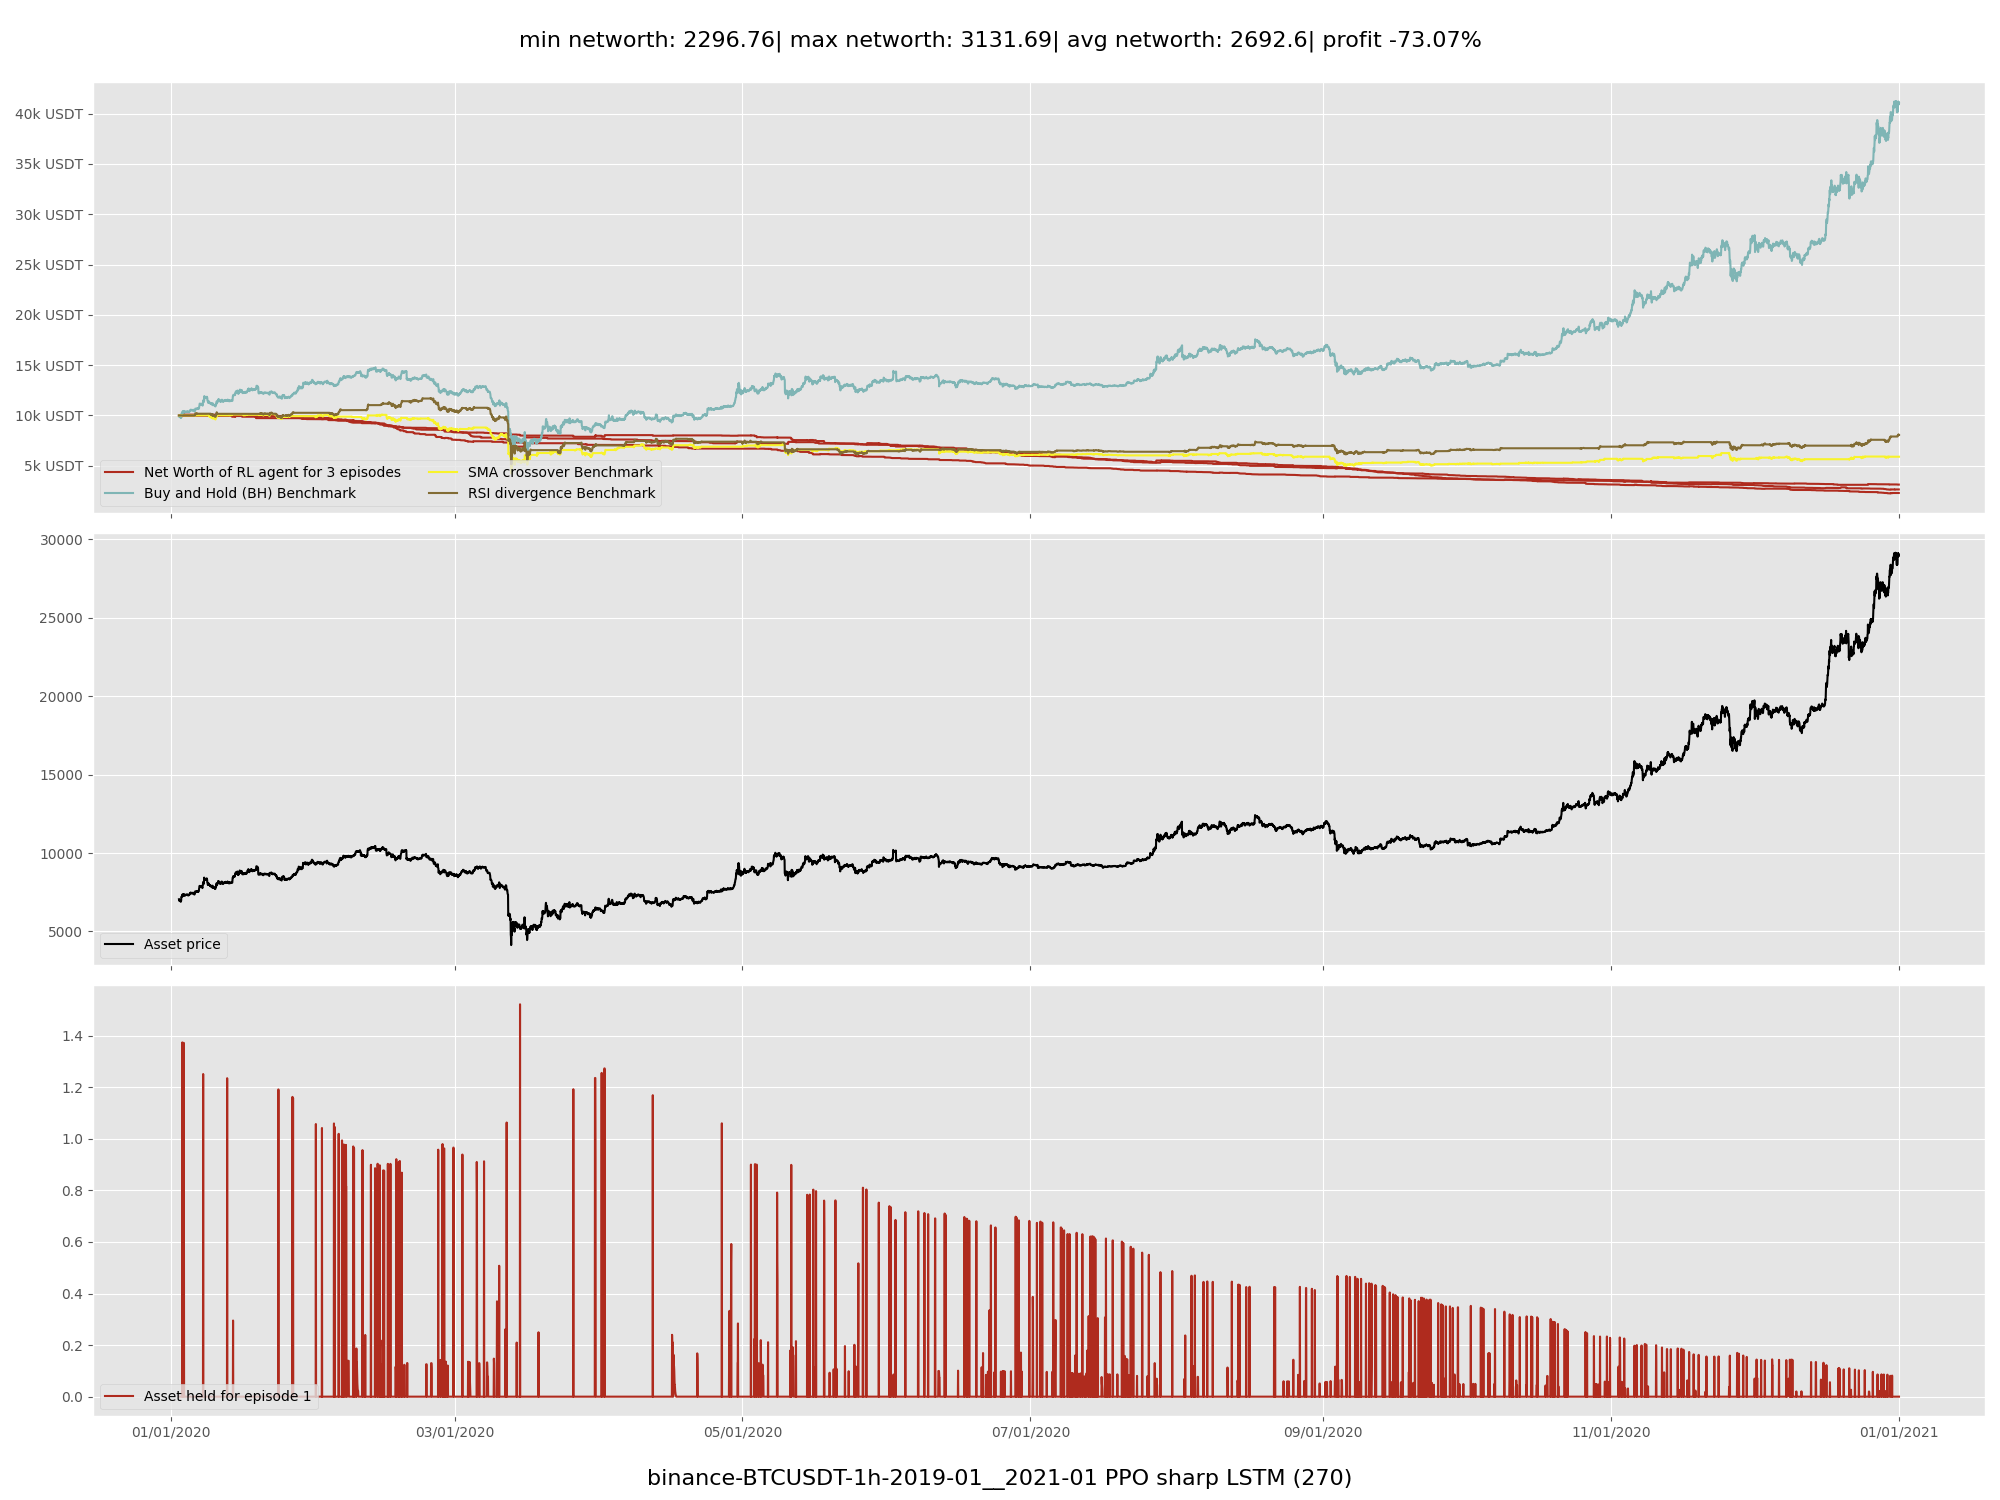 min networth: 2296.76| max networth: 3131.69| avg networth: 2692.6| profit -73.07%
40k USDT
35k USDT
30k USDT
25k USDT
20k USDT
15k USDT
10k USDT
5k USDT
Net Worth of RL agent for 3 episodes
Buy and Hold (BH) Benchmark
SMA crossover Benchmark
RSI divergence Benchmark
30000
25000
20000
15000
10000
5000
Asset price
1.4
1.2
1.0
0.8
0.6
0.4
0.2
0.0
Asset held for episode 1
01/01/2020
03/01/2020
05/01/2020
07/01/2020
09/01/2020
11/01/2020
01/01/2021
binance-BTCUSDT-1h-2019-01__2021-01 PPO sharp LSTM (270)